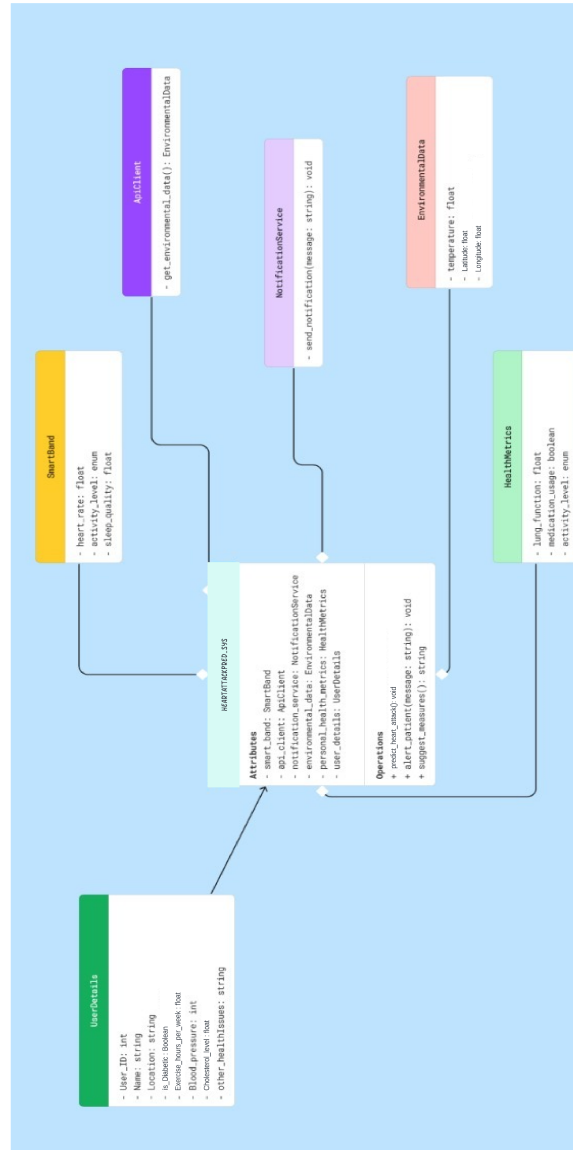 UserDetails
- User_ID: int
- Name: string
- Location: string
- is_Diabetic : Boolean
- Exercise_hours_per_week : float
- Blood_pressure: int
- Cholesterol_level : float
- other_healthIssues: string
SmartBand
- heart_rate: float
- activity_level: enum
- sleep_quality: float
ApiClient
- get_environmental_data(): EnvironmentalData
HEARTATTACKPRED.SYS
Attributes
- smart_band: SmartBand
- api_client: ApiClient
- notification_service: NotificationService
- environmental_data: EnvironmentalData
- personal_health_metrics: HealthMetrics
- user_details: UserDetails
Operations
+ predict_heart_attack(): void
+ alert_patient(message: string): void
+ suggest_measures(): string
NotificationService
- send_notification(message: string): void
EnvironmentalData
- temperature: float
- Latitude: float
- Longitude: float
HealthMetrics
- lung_function: float
- medication_usage: boolean
- activity_level: enum